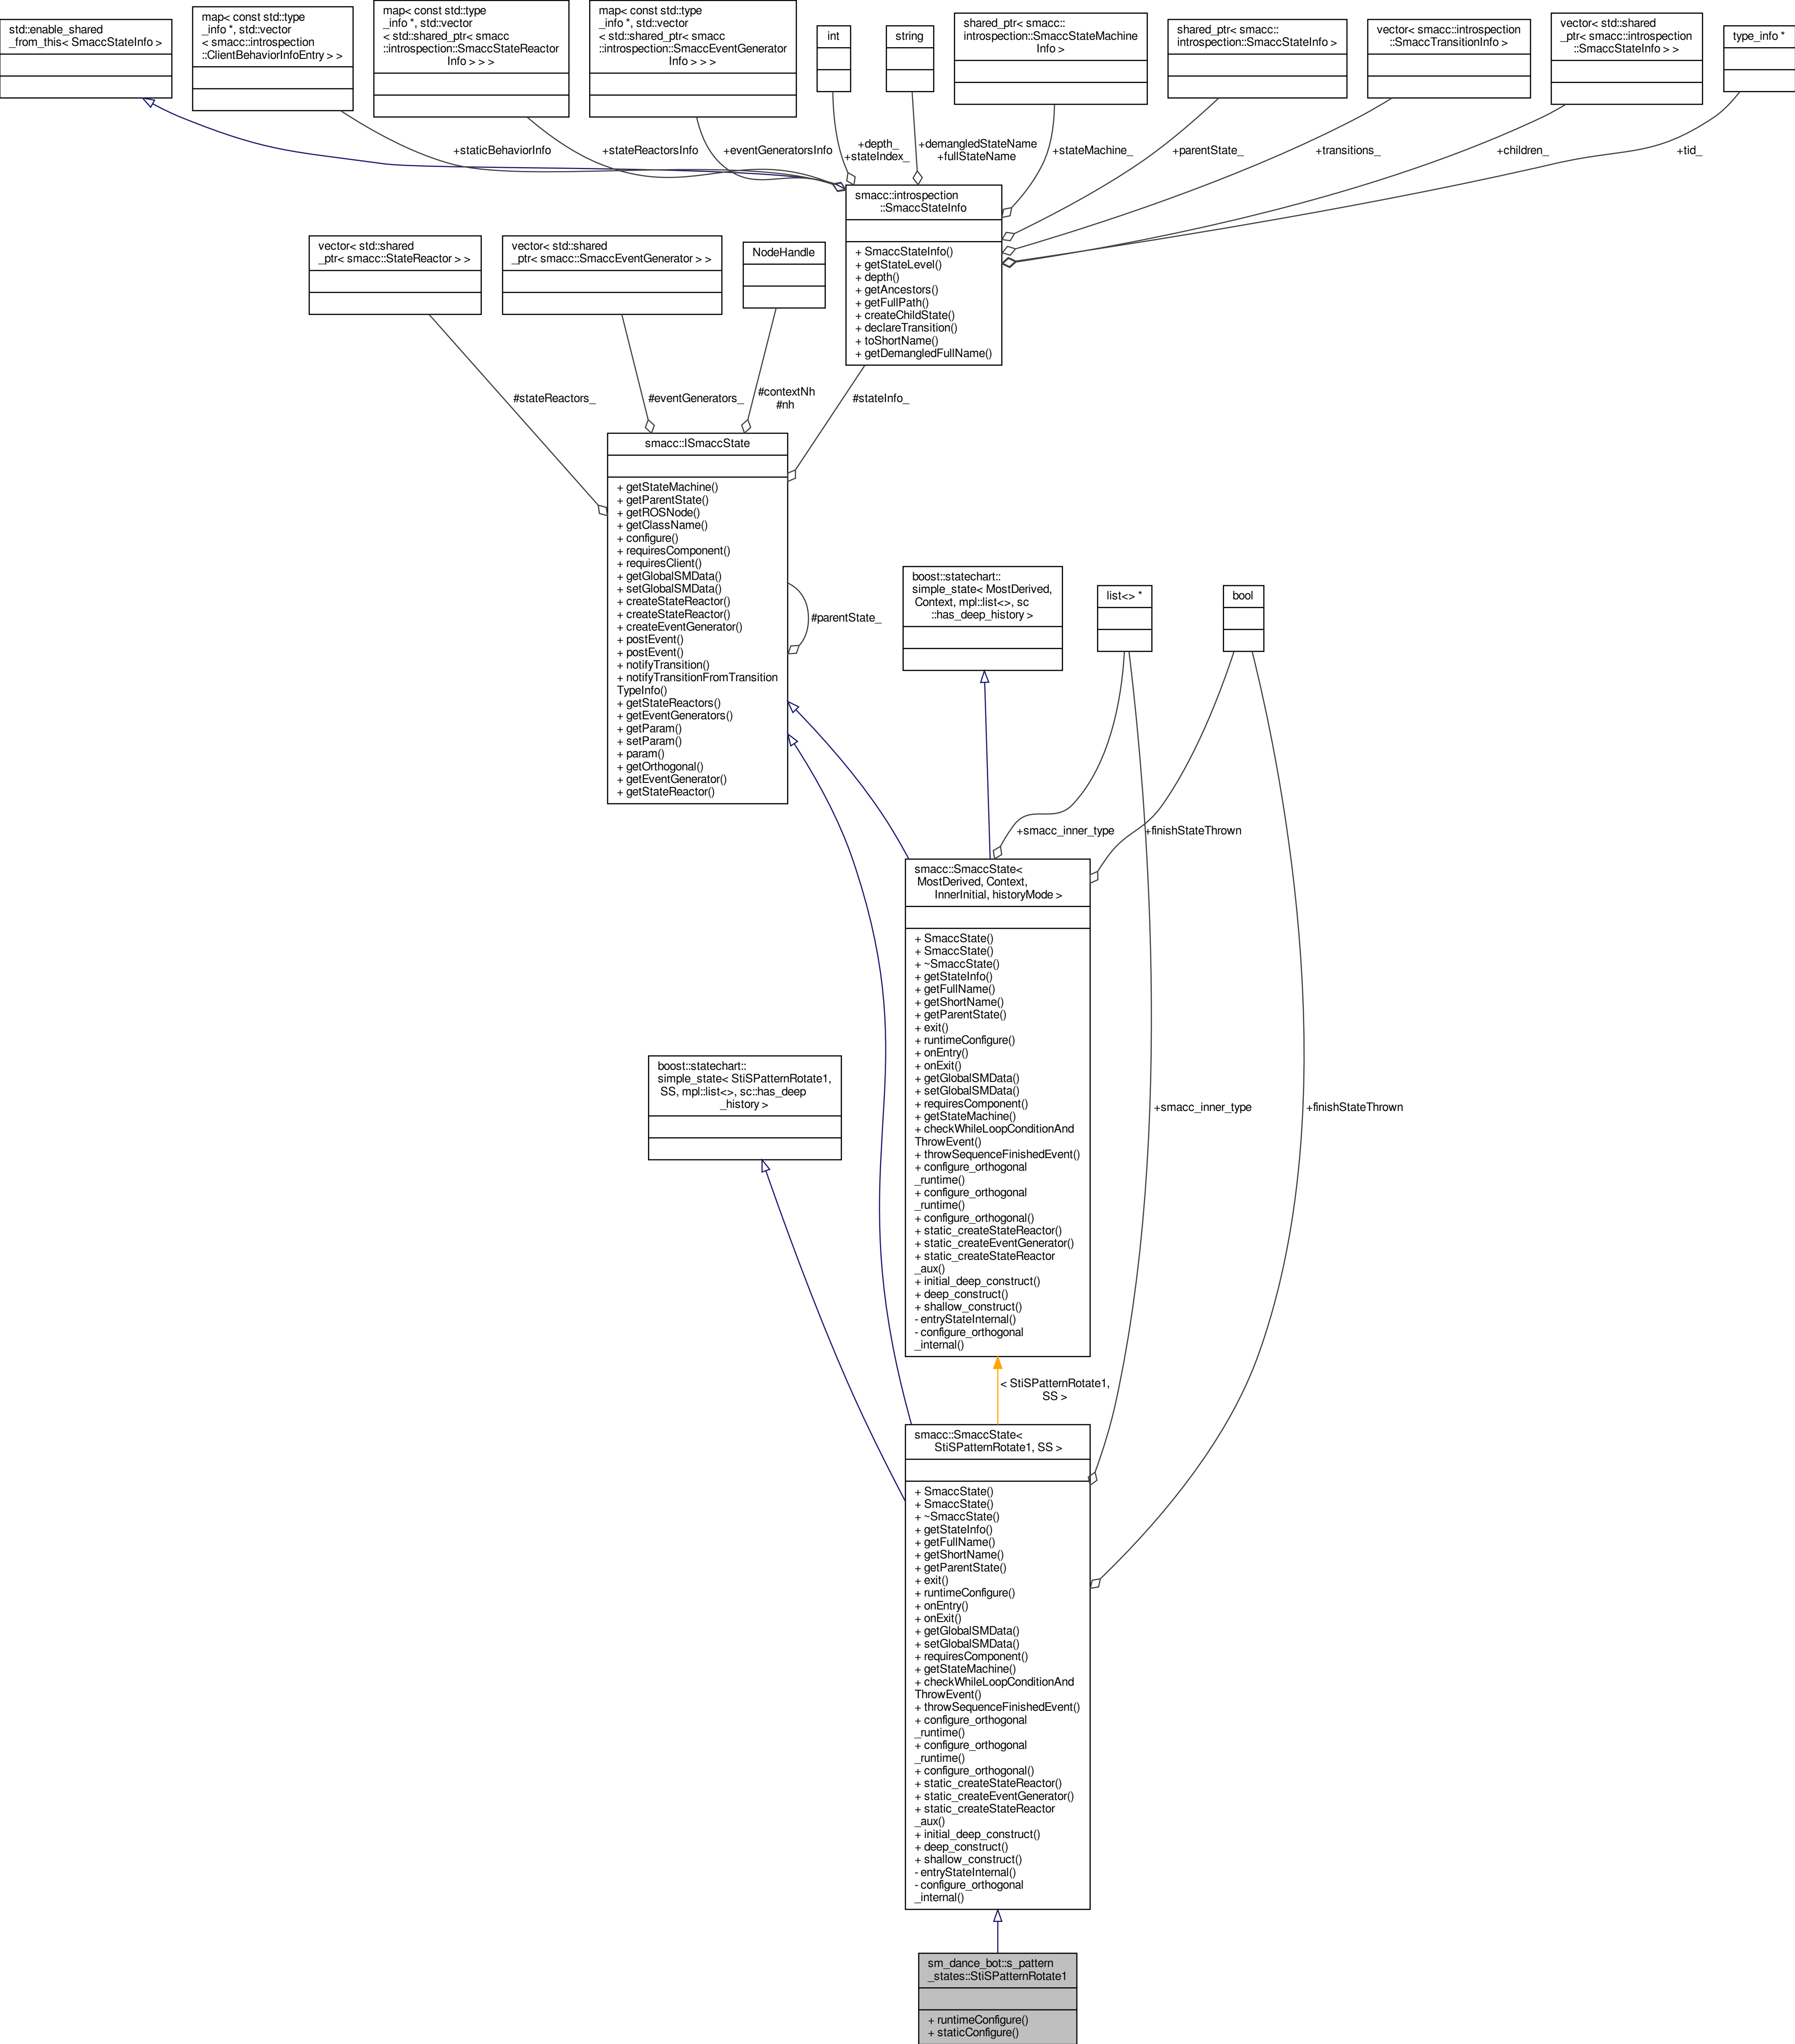 std::enable_shared
_from_this< SmaccStateInfo >
map< const std::type
_info *, std::vector
< smacc::introspection
::ClientBehaviorInfoEntry > >
map< const std::type
_info *, std::vector
< std::shared_ptr< smacc
::introspection::SmaccStateReactor
Info > > >
map< const std::type
_info *, std::vector
< std::shared_ptr< smacc
::introspection::SmaccEventGenerator
Info > > >
int
string
shared_ptr< smacc::
introspection::SmaccStateMachine
Info >
shared_ptr< smacc::
introspection::SmaccStateInfo >
vector< smacc::introspection
::SmaccTransitionInfo >
vector< std::shared
_ptr< smacc::introspection
::SmaccStateInfo > >
type_info *
+staticBehaviorInfo
+stateReactorsInfo
+eventGeneratorsInfo
+depth_
+stateIndex_
+demangledStateName
+fullStateName
+stateMachine_
+parentState_
+transitions_
+children_
+tid_
smacc::introspection
::SmaccStateInfo
+ SmaccStateInfo()
+ getStateLevel()
+ depth()
+ getAncestors()
+ getFullPath()
+ createChildState()
+ declareTransition()
+ toShortName()
+ getDemangledFullName()
vector< std::shared
_ptr< smacc::StateReactor > >
vector< std::shared
_ptr< smacc::SmaccEventGenerator > >
NodeHandle
#stateReactors_
#eventGenerators_
#contextNh
#nh
#stateInfo_
smacc::ISmaccState
+ getStateMachine()
+ getParentState()
+ getROSNode()
+ getClassName()
+ configure()
+ requiresComponent()
+ requiresClient()
+ getGlobalSMData()
+ setGlobalSMData()
+ createStateReactor()
+ createStateReactor()
+ createEventGenerator()
+ postEvent()
+ postEvent()
+ notifyTransition()
+ notifyTransitionFromTransition
TypeInfo()
+ getStateReactors()
+ getEventGenerators()
+ getParam()
+ setParam()
+ param()
+ getOrthogonal()
+ getEventGenerator()
+ getStateReactor()
#parentState_
boost::statechart::
simple_state< MostDerived,
Context, mpl::list<>, sc
::has_deep_history >
list<> *
bool
+smacc_inner_type
+finishStateThrown
smacc::SmaccState<
MostDerived, Context,
InnerInitial, historyMode >
+ SmaccState()
+ SmaccState()
+ ~SmaccState()
+ getStateInfo()
+ getFullName()
+ getShortName()
+ getParentState()
+ exit()
+ runtimeConfigure()
+ onEntry()
+ onExit()
+ getGlobalSMData()
+ setGlobalSMData()
+ requiresComponent()
+ getStateMachine()
+ checkWhileLoopConditionAnd
ThrowEvent()
+ throwSequenceFinishedEvent()
+ configure_orthogonal
_runtime()
+ configure_orthogonal
_runtime()
+ configure_orthogonal()
+ static_createStateReactor()
+ static_createEventGenerator()
+ static_createStateReactor
_aux()
+ initial_deep_construct()
+ deep_construct()
+ shallow_construct()
- entryStateInternal()
- configure_orthogonal
_internal()
boost::statechart::
simple_state< StiSPatternRotate1,
SS, mpl::list<>, sc::has_deep
_history >
+smacc_inner_type
+finishStateThrown
< StiSPatternRotate1,
SS >
smacc::SmaccState<
StiSPatternRotate1, SS >
+ SmaccState()
+ SmaccState()
+ ~SmaccState()
+ getStateInfo()
+ getFullName()
+ getShortName()
+ getParentState()
+ exit()
+ runtimeConfigure()
+ onEntry()
+ onExit()
+ getGlobalSMData()
+ setGlobalSMData()
+ requiresComponent()
+ getStateMachine()
+ checkWhileLoopConditionAnd
ThrowEvent()
+ throwSequenceFinishedEvent()
+ configure_orthogonal
_runtime()
+ configure_orthogonal
_runtime()
+ configure_orthogonal()
+ static_createStateReactor()
+ static_createEventGenerator()
+ static_createStateReactor
_aux()
+ initial_deep_construct()
+ deep_construct()
+ shallow_construct()
- entryStateInternal()
- configure_orthogonal
_internal()
sm_dance_bot::s_pattern
_states::StiSPatternRotate1
+ runtimeConfigure()
+ staticConfigure()